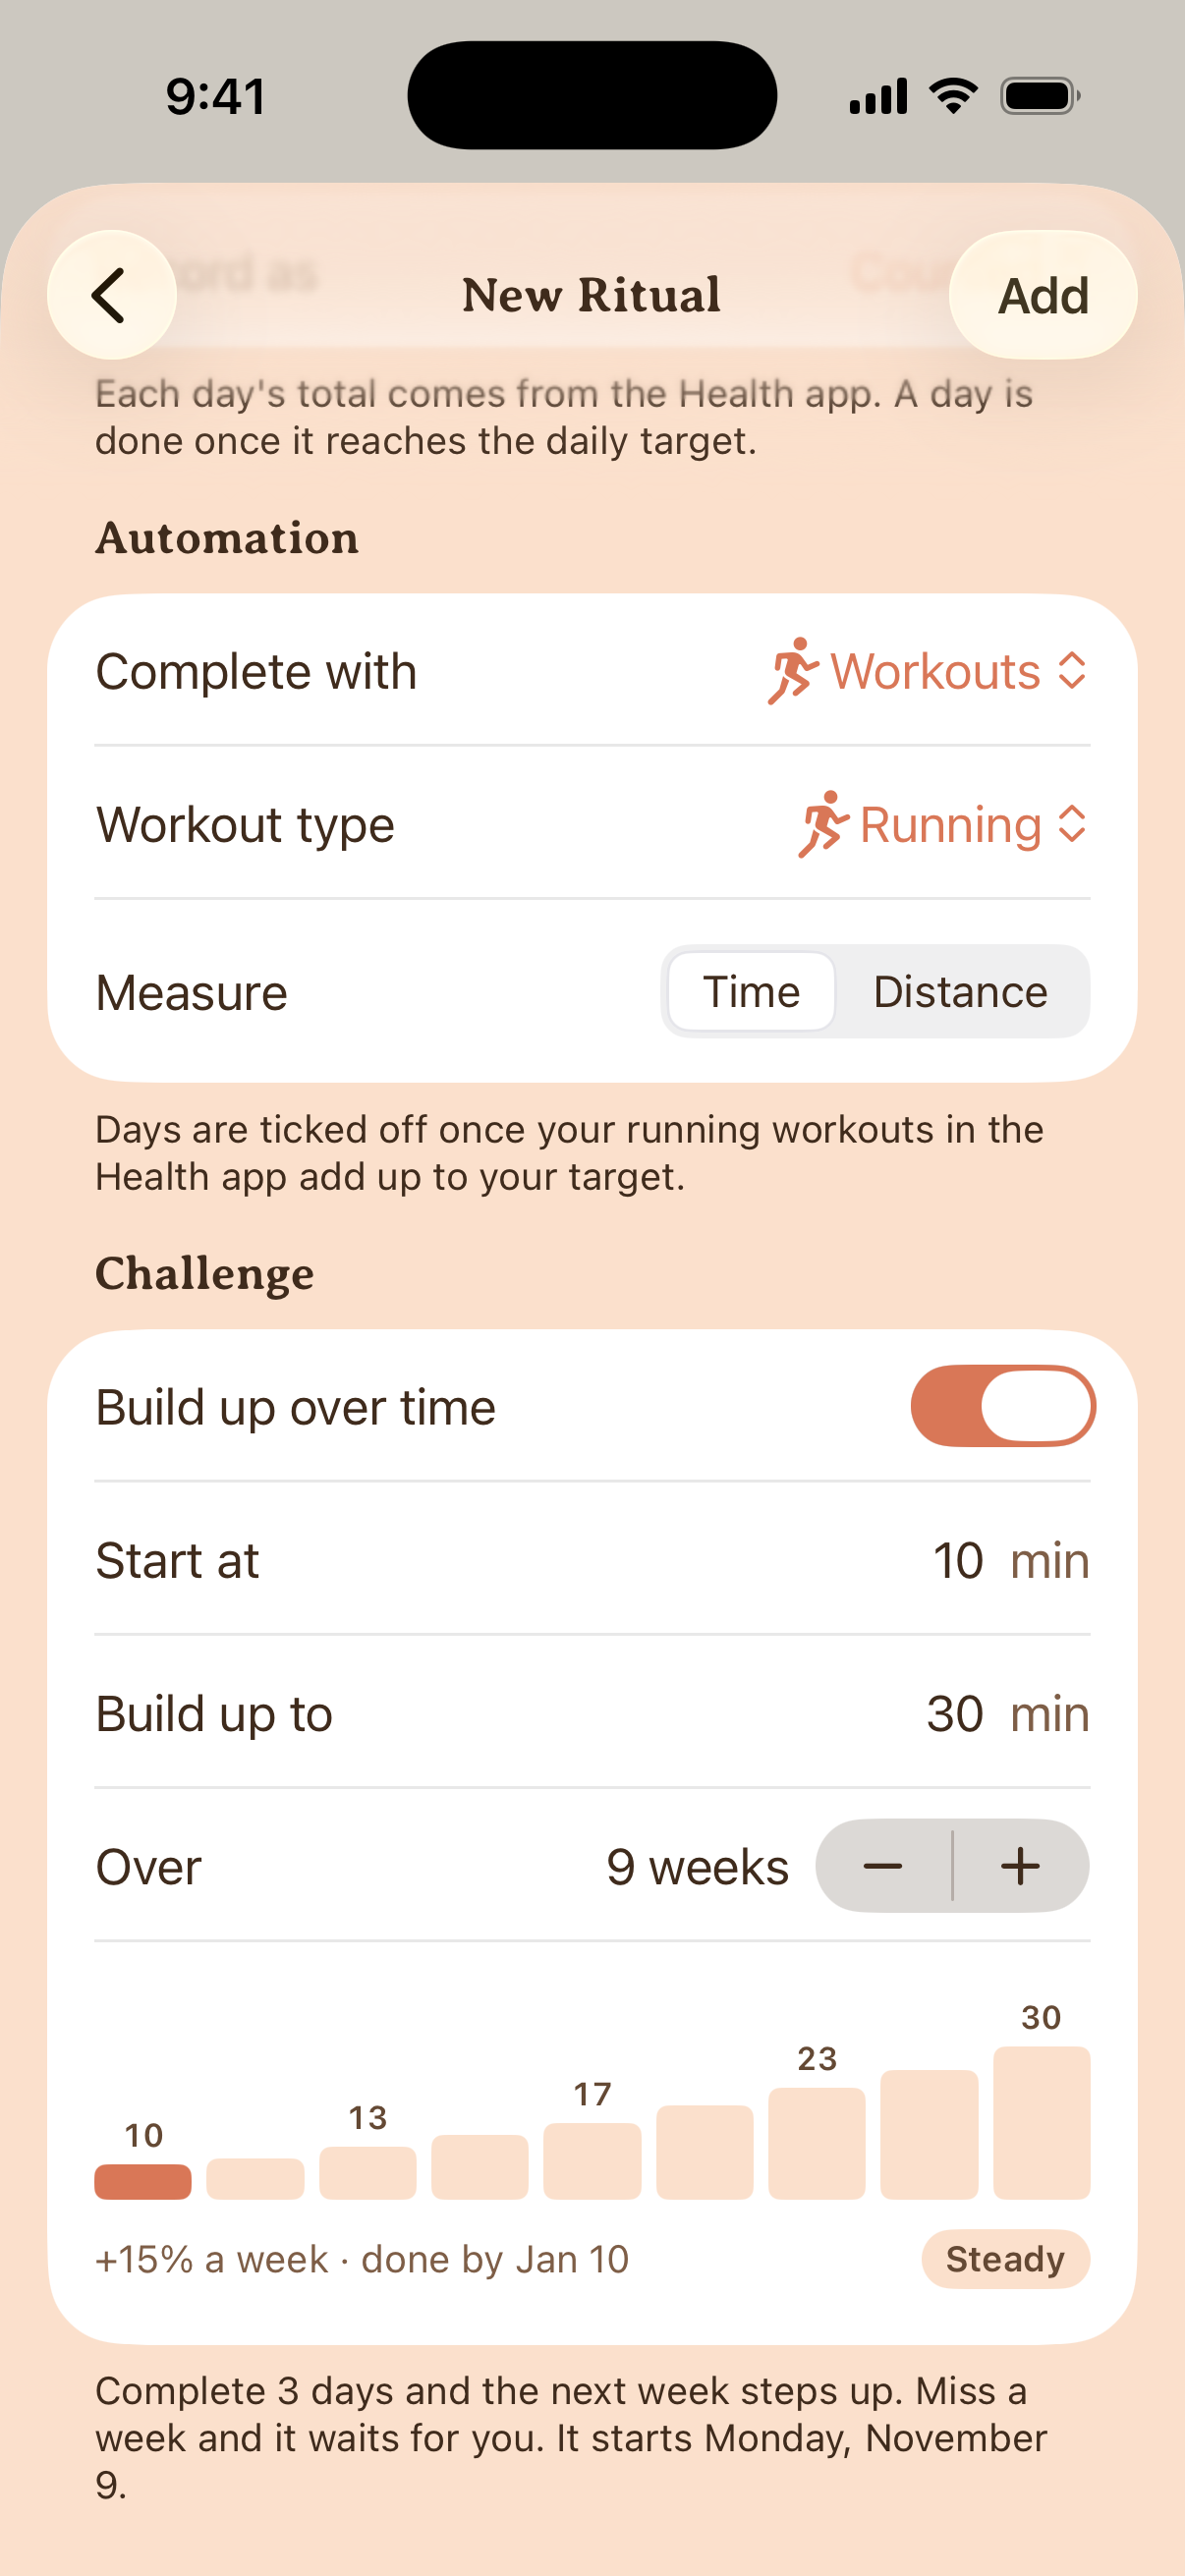 9:41
New Ritual
Add
Each day's total comes from the Health app. A day is
done once it reaches the daily target.
Automation
Complete with
Workouts
Workout type
Running
Measure
Time
Distance
Days are ticked off once your running workouts in the
Health app add up to your target.
Challenge
Build up over time
Start at
10 min
Build up to
30 min
Over
9 weeks
10
13
17
23
30
+15% a week · done by Jan 10
Steady
Complete 3 days and the next week steps up. Miss a
week and it waits for you. It starts Monday, November
9.